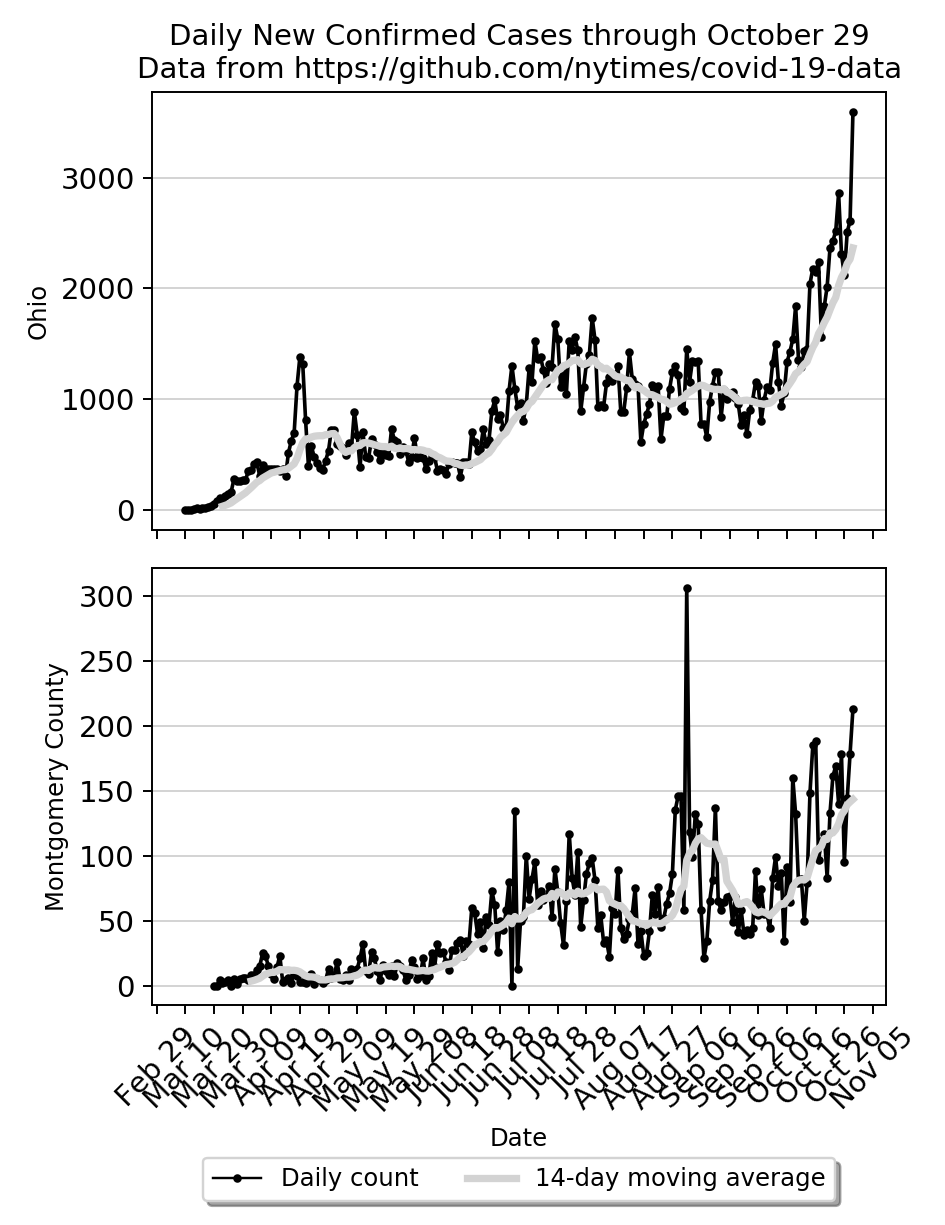 Daily New Confirmed Cases through October 29
Data from https://github.com/nytimes/covid-19-data
3000
2000
1000
0
Ohio
300
250
200
150
100
50
0
Montgomery County
Feb 29
Mar 10
Mar 20
Mar 30
Apr 09
Apr 19
Apr 29
May 09
May 19
May 29
Jun 08
Jun 18
Jun 28
Jul 08
Jul 18
Jul 28
Aug 07
Aug 17
Aug 27
Sep 06
Sep 16
Sep 26
Oct 06
Oct 16
Oct 26
Nov 05
Date
Daily count
14-day moving average